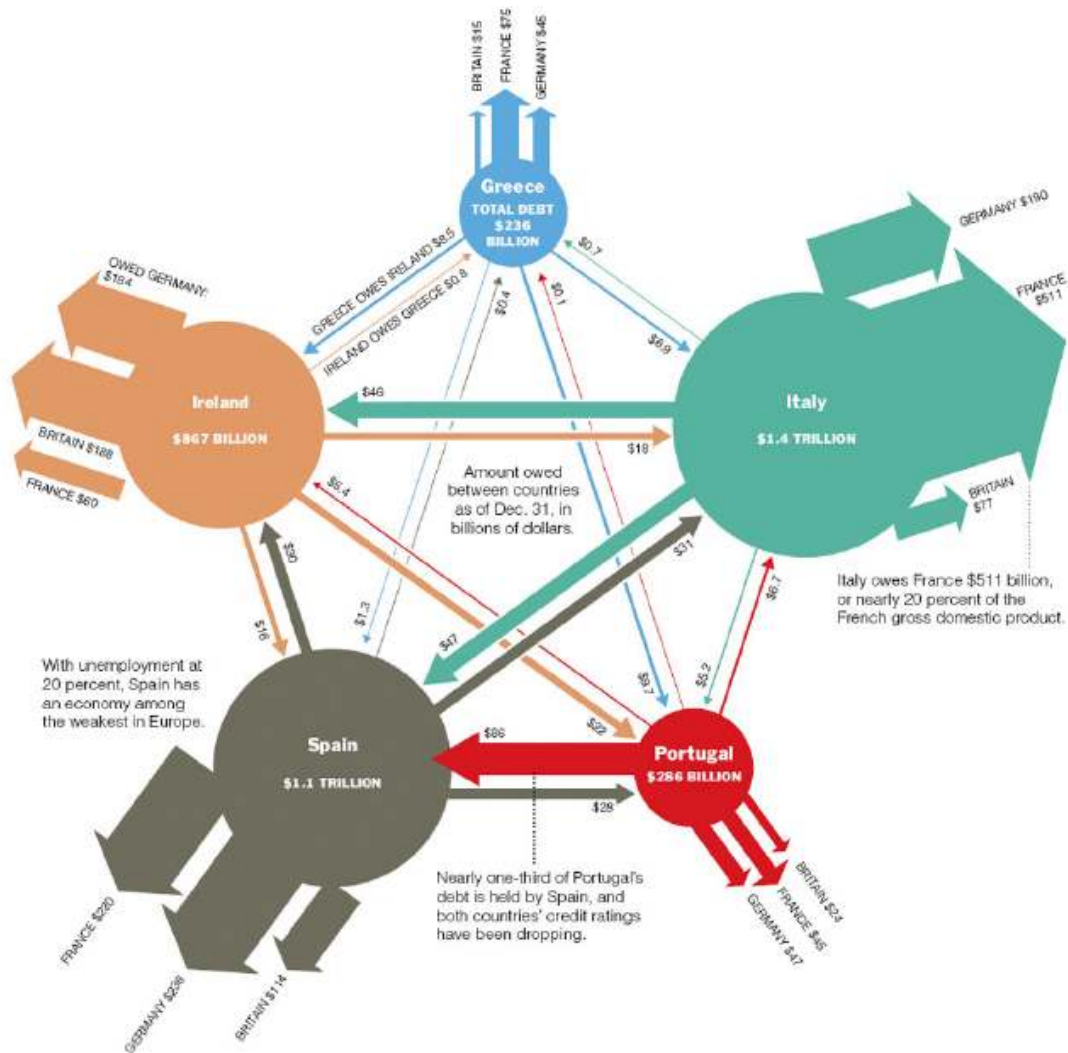 BRITAIN $15
FRANCE $75
GERMANY $45
Greece
TOTAL DEBT
$236
BILLION
GREECE OWES IRELAND $8.5
IRELAND OWES GREECE $0.8
$0.4
$0.1
$0.7
$6.9
GERMANY $190
FRANCE
$511
OWED GERMANY:
$184
Ireland
$867 BILLION
BRITAIN $188
FRANCE $60
$46
$18
Italy
$1.4 TRILLION
BRITAIN
$77
Amount owed
between countries
as of Dec. 31, in
billions of dollars.
$5.4
$30
$16
$1.3
$31
$47
$22
$9.7
$5.2
$6.7
Italy owes France $511 billion,
or nearly 20 percent of the
French gross domestic product.
With unemployment at
20 percent, Spain has
an economy among
the weakest in Europe.
Spain
$1.1 TRILLION
$86
$28
Portugal
$286 BILLION
Nearly one-third of Portugal's
debt is held by Spain, and
both countries' credit ratings
have been dropping.
FRANCE $220
GERMANY $238
BRITAIN $114
BRITAIN $24
FRANCE $45
GERMANY $47